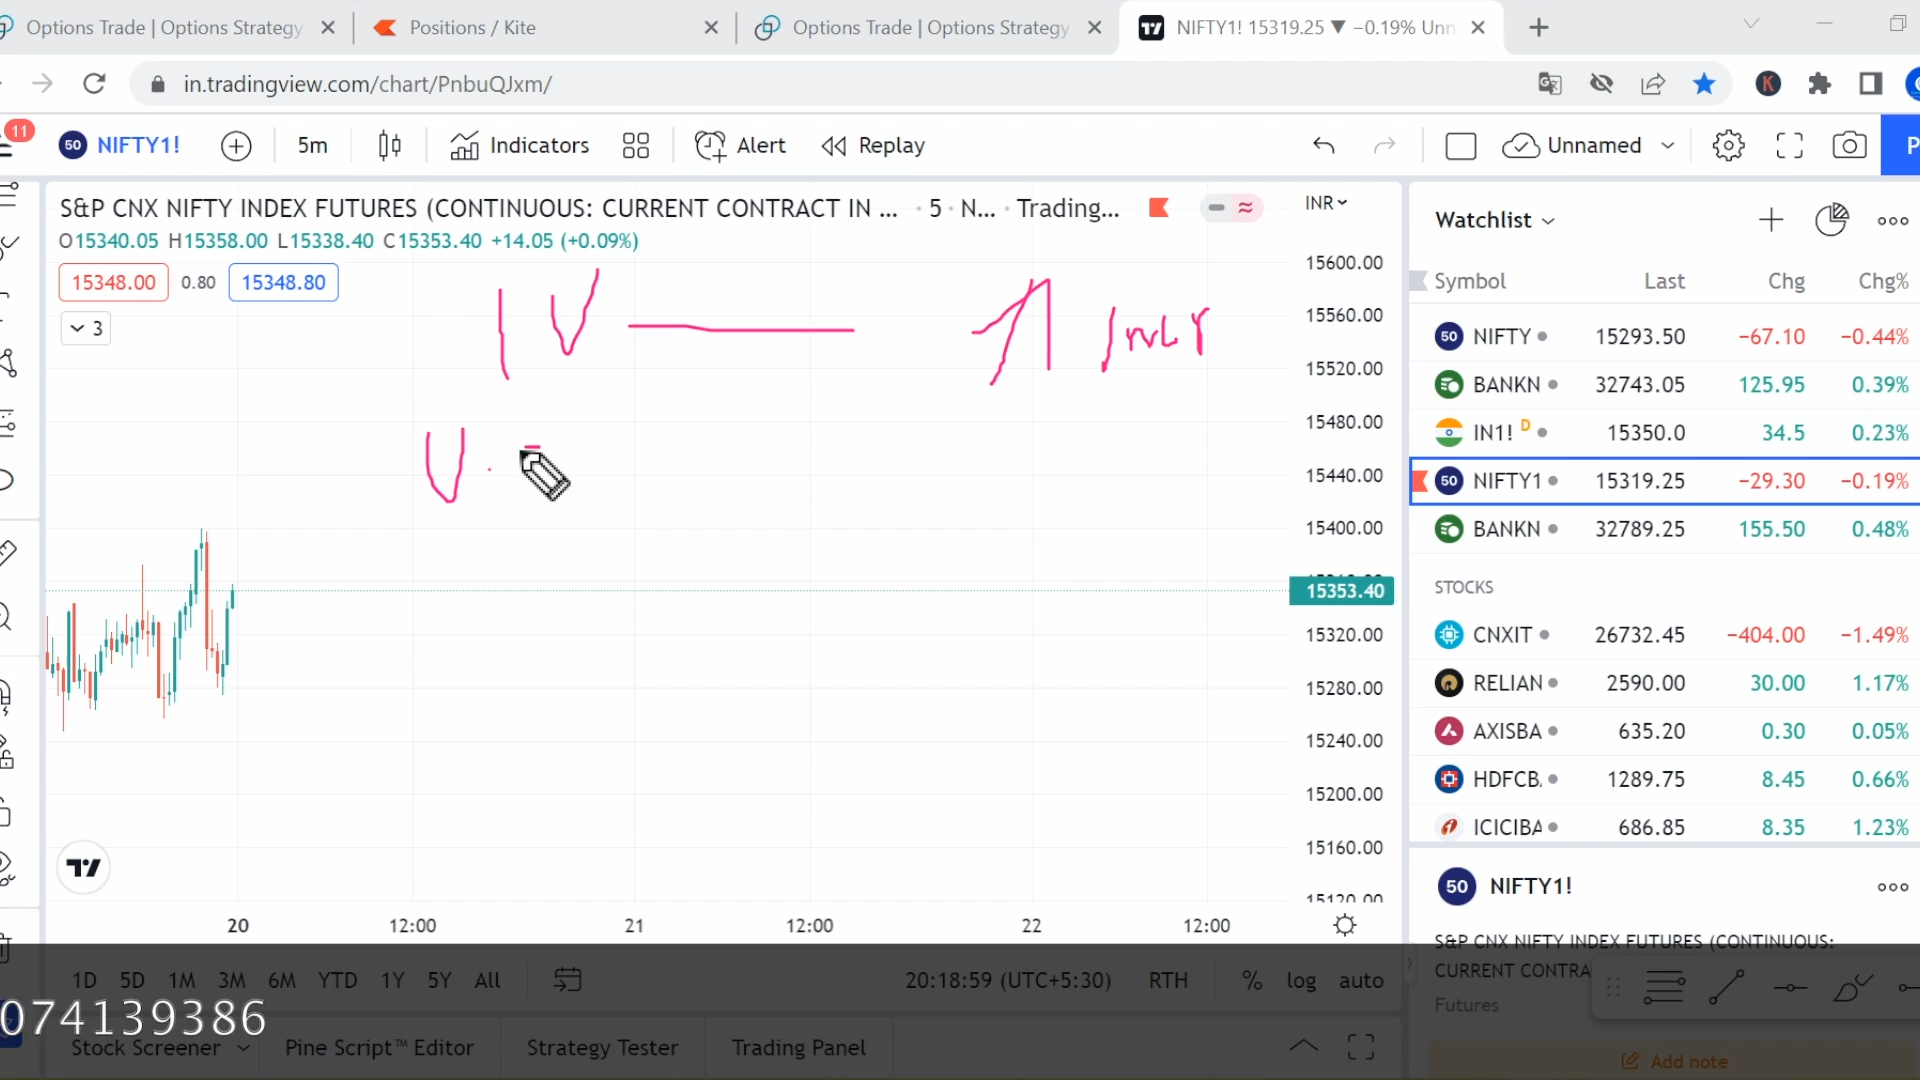 Options Trade | Options Strategy
Positions / Kite
Options Trade | Options Strategy
NIFTY1! 15319.25 ▼ −0.19% Unn
in.tradingview.com/chart/PnbuQJxm/
K
11
50 NIFTY1!
5m
Indicators
Alert
Replay
Unnamed
P
S&P CNX NIFTY INDEX FUTURES (CONTINUOUS: CURRENT CONTRACT IN ... · 5 · N... · Trading...
INR
O15340.05 H15358.00 L15338.40 C15353.40 +14.05 (+0.09%)
15348.00 0.80 15348.80
3
IV
V
15600.00
15560.00
15520.00
15480.00
15440.00
15400.00
15353.40
15320.00
15280.00
15240.00
15200.00
15160.00
15120.00
20 12:00 21 12:00 22 12:00
Watchlist
Symbol Last Chg Chg%
50 NIFTY 15293.50 −67.10 −0.44%
BANKN 32743.05 125.95 0.39%
IN1! D 15350.0 34.5 0.23%
50 NIFTY1 15319.25 −29.30 −0.19%
BANKN 32789.25 155.50 0.48%
STOCKS
CNXIT 26732.45 −404.00 −1.49%
RELIAN 2590.00 30.00 1.17%
AXISBA 635.20 0.30 0.05%
HDFCB 1289.75 8.45 0.66%
ICICIBA 686.85 8.35 1.23%
50 NIFTY1!
S&P CNX NIFTY INDEX FUTURES (CONTINUOUS:
CURRENT CONTRA
Futures
Add note
1D 5D 1M 3M 6M YTD 1Y 5Y All
20:18:59 (UTC+5:30) RTH % log auto
074139386
Stock Screener Pine Script™ Editor Strategy Tester Trading Panel